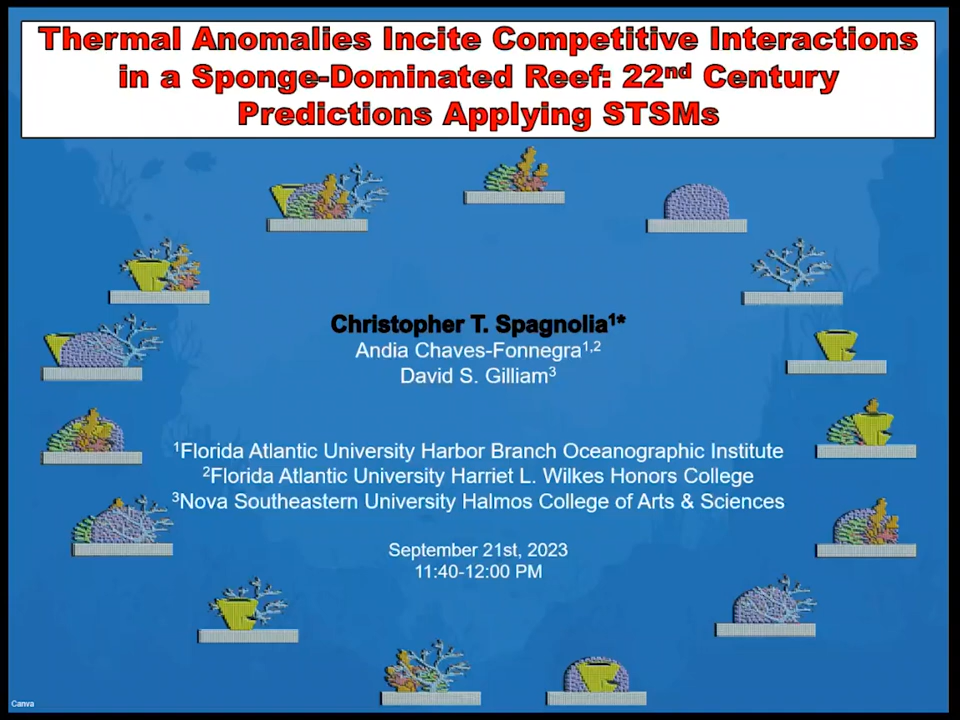 Thermal Anomalies Incite Competitive Interactions
in a Sponge-Dominated Reef: 22nd Century
Predictions Applying STSMs
Christopher T. Spagnolia1*
Andia Chaves-Fonnegra1,2
David S. Gilliam3
1Florida Atlantic University Harbor Branch Oceanographic Institute
2Florida Atlantic University Harriet L. Wilkes Honors College
3Nova Southeastern University Halmos College of Arts & Sciences
September 21st, 2023
11:40-12:00 PM
Canva